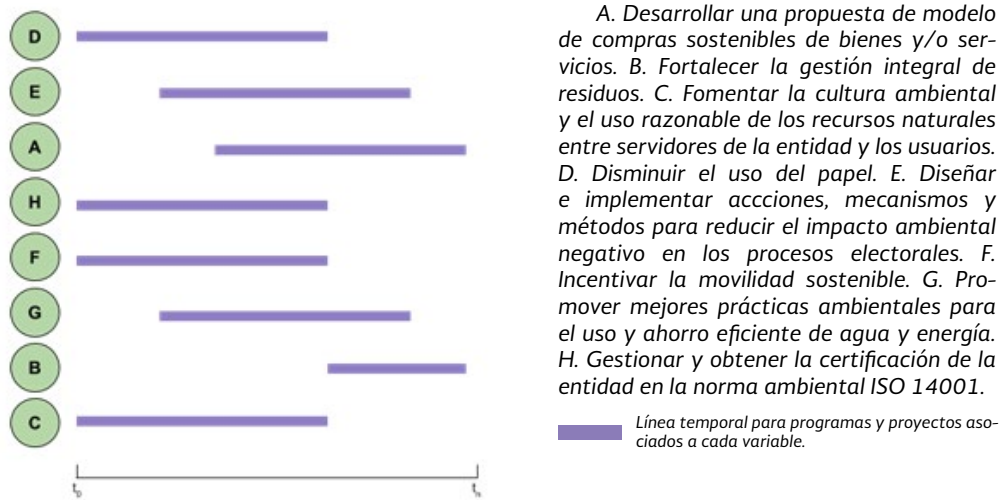 D
E
A
H
F
G
B
C
t₀
tₙ
A. Desarrollar una propuesta de modelo
de compras sostenibles de bienes y/o ser-
vicios. B. Fortalecer la gestión integral de
residuos. C. Fomentar la cultura ambiental
y el uso razonable de los recursos naturales
entre servidores de la entidad y los usuarios.
D. Disminuir el uso del papel. E. Diseñar
e implementar accciones, mecanismos y
métodos para reducir el impacto ambiental
negativo en los procesos electorales. F.
Incentivar la movilidad sostenible. G. Pro-
mover mejores prácticas ambientales para
el uso y ahorro eficiente de agua y energía.
H. Gestionar y obtener la certificación de la
entidad en la norma ambiental ISO 14001.
Línea temporal para programas y proyectos aso-
ciados a cada variable.